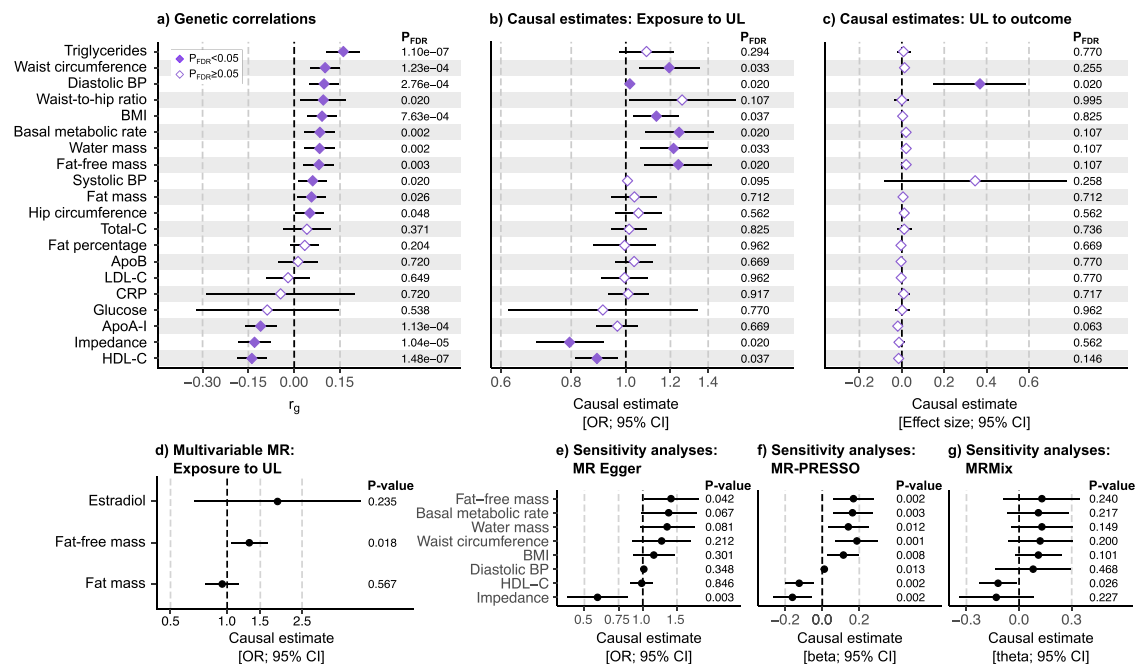 a) Genetic correlations
P_FDR
P_FDR<0.05
P_FDR≥0.05
Triglycerides 1.10e−07
Waist circumference 1.23e−04
Diastolic BP 2.76e−04
Waist-to-hip ratio 0.020
BMI 7.63e−04
Basal metabolic rate 0.002
Water mass 0.002
Fat-free mass 0.003
Systolic BP 0.020
Fat mass 0.026
Hip circumference 0.048
Total-C 0.371
Fat percentage 0.204
ApoB 0.720
LDL-C 0.649
CRP 0.720
Glucose 0.538
ApoA-I 1.13e−04
Impedance 1.04e−05
HDL-C 1.48e−07
−0.30 −0.15 0.00 0.15
r_g
b) Causal estimates: Exposure to UL
P_FDR
0.294
0.033
0.020
0.107
0.037
0.020
0.033
0.020
0.095
0.712
0.562
0.825
0.962
0.669
0.962
0.917
0.770
0.669
0.020
0.037
0.6 0.8 1.0 1.2 1.4
Causal estimate
[OR; 95% CI]
c) Causal estimates: UL to outcome
P_FDR
0.770
0.255
0.020
0.995
0.825
0.107
0.107
0.107
0.258
0.712
0.562
0.736
0.669
0.770
0.770
0.717
0.962
0.063
0.562
0.146
−0.2 0.0 0.2 0.4 0.6
Causal estimate
[Effect size; 95% CI]
d) Multivariable MR:
Exposure to UL
P-value
Estradiol 0.235
Fat-free mass 0.018
Fat mass 0.567
0.5 1.0 1.5 2.5
Causal estimate
[OR; 95% CI]
e) Sensitivity analyses:
MR Egger
P-value
Fat−free mass 0.042
Basal metabolic rate 0.067
Water mass 0.081
Waist circumference 0.212
BMI 0.301
Diastolic BP 0.348
HDL−C 0.846
Impedance 0.003
0.5 1.0 1.5
Causal estimate
[OR; 95% CI]
f) Sensitivity analyses:
MR-PRESSO
P-value
0.002
0.003
0.012
0.001
0.008
0.013
0.002
0.002
−0.2 0.0 0.2
Causal estimate
[beta; 95% CI]
g) Sensitivity analyses:
MRMix
P-value
0.240
0.217
0.149
0.200
0.101
0.468
0.026
0.227
−0.3 0.0 0.3
Causal estimate
[theta; 95% CI]